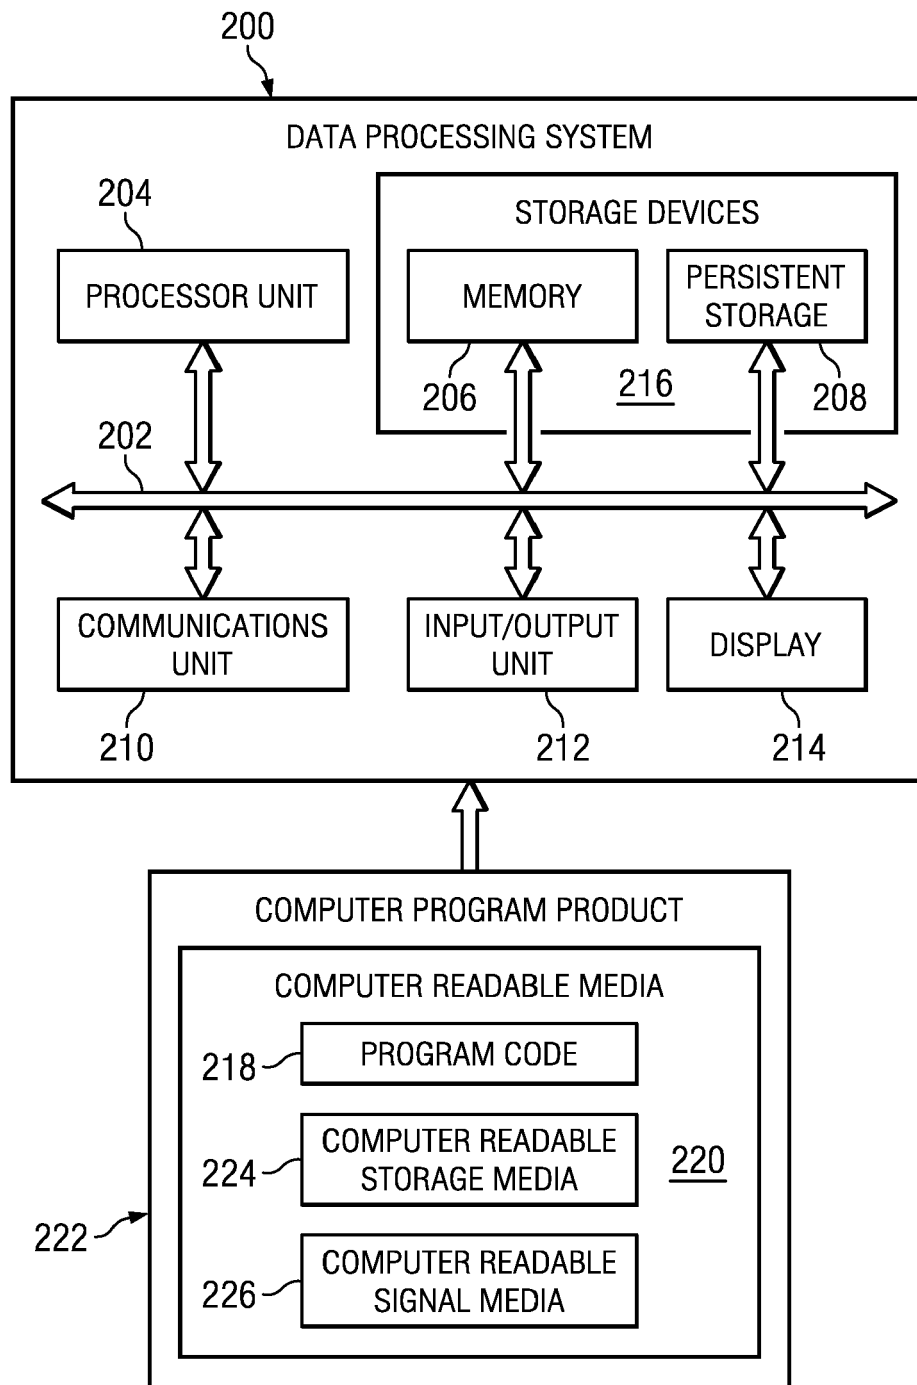 200
DATA PROCESSING SYSTEM
204
STORAGE DEVICES
PROCESSOR UNIT
MEMORY
PERSISTENT
STORAGE
206
216
208
202
COMMUNICATIONS
UNIT
INPUT/OUTPUT
UNIT
DISPLAY
210
212
214
COMPUTER PROGRAM PRODUCT
COMPUTER READABLE MEDIA
218
PROGRAM CODE
224
COMPUTER READABLE
STORAGE MEDIA
220
222
226
COMPUTER READABLE
SIGNAL MEDIA